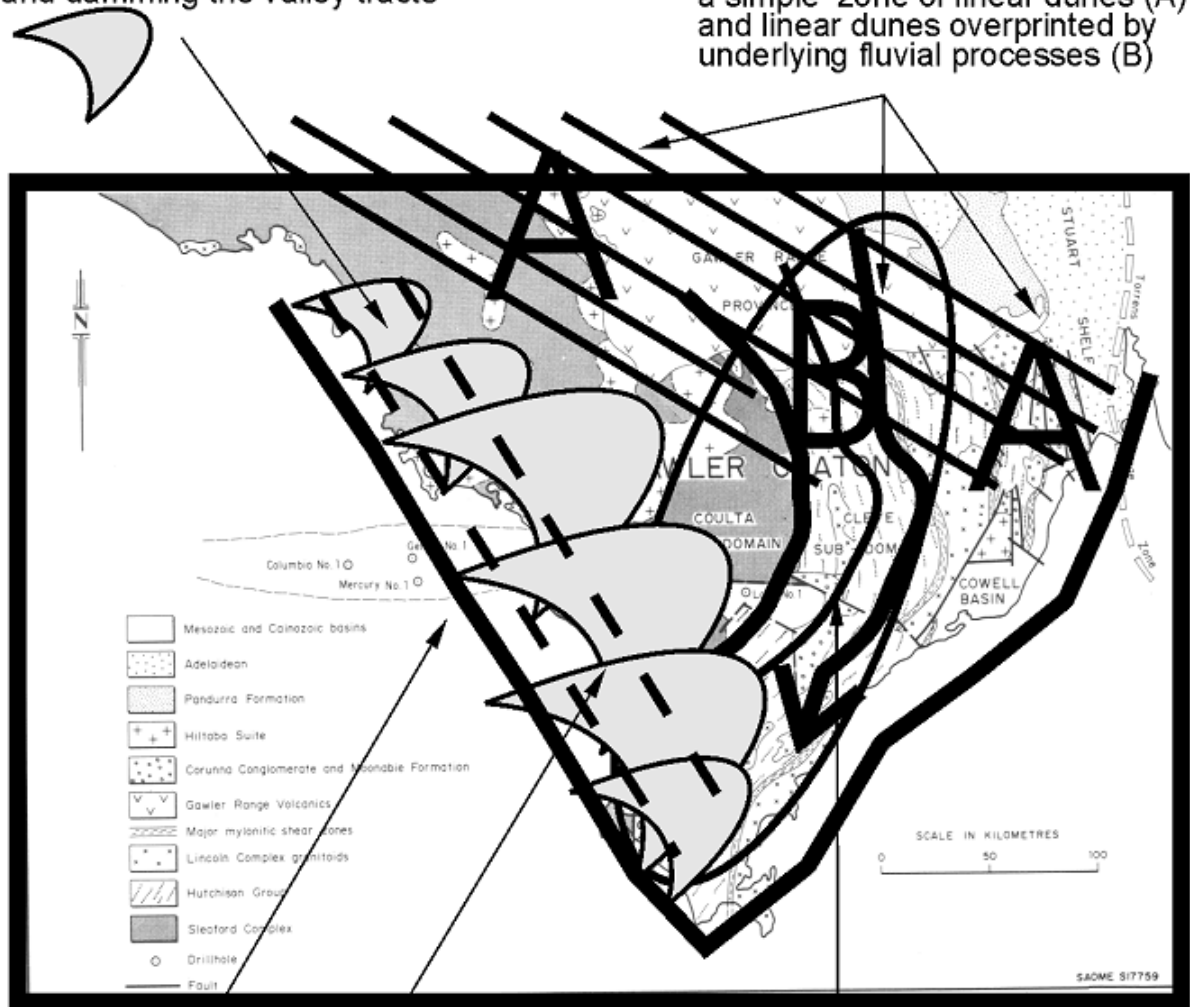 and damming the valley tracts
a simple zone of linear dunes (A)
and linear dunes overprinted by
underlying fluvial processes (B)
A
B
A
N
GAWLER RANGE
PROVINCE
STUART
SHELF
Torrens
Zone
WLER CRATON
COULTA
DOMAIN
CLEVE
SUB-DOM
COWELL
BASIN
Columbia No.1
No.1
Mercury No.1
No.1
Mesozoic and Cainozoic basins
Adelaidean
Pandurra Formation
Hiltaba Suite
Corunna Conglomerate and Moonabie Formation
Gawler Range Volcanics
Major mylonitic shear zones
Lincoln Complex granitoids
Hutchison Group
Sleaford Complex
Drillhole
Fault
SCALE IN KILOMETRES
0 50 100
SADME S17759